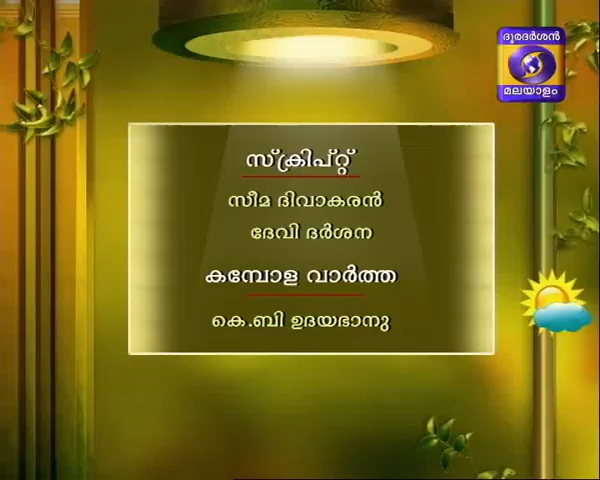 ദൂരദർശൻ
മലയാളം
സ്ക്രിപ്റ്റ്
സീമ ദിവാകരൻ
ദേവി ദർശന
കമ്പോള വാർത്ത
കെ.ബി ഉദയഭാനു